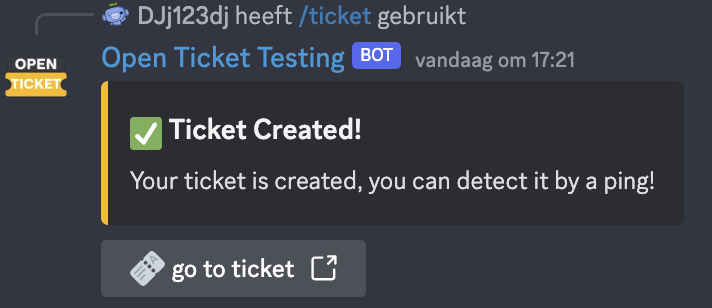 DJj123dj heeft /ticket gebruikt
OPEN
TICKET
Open Ticket Testing BOT vandaag om 17:21
Ticket Created!
Your ticket is created, you can detect it by a ping!
go to ticket